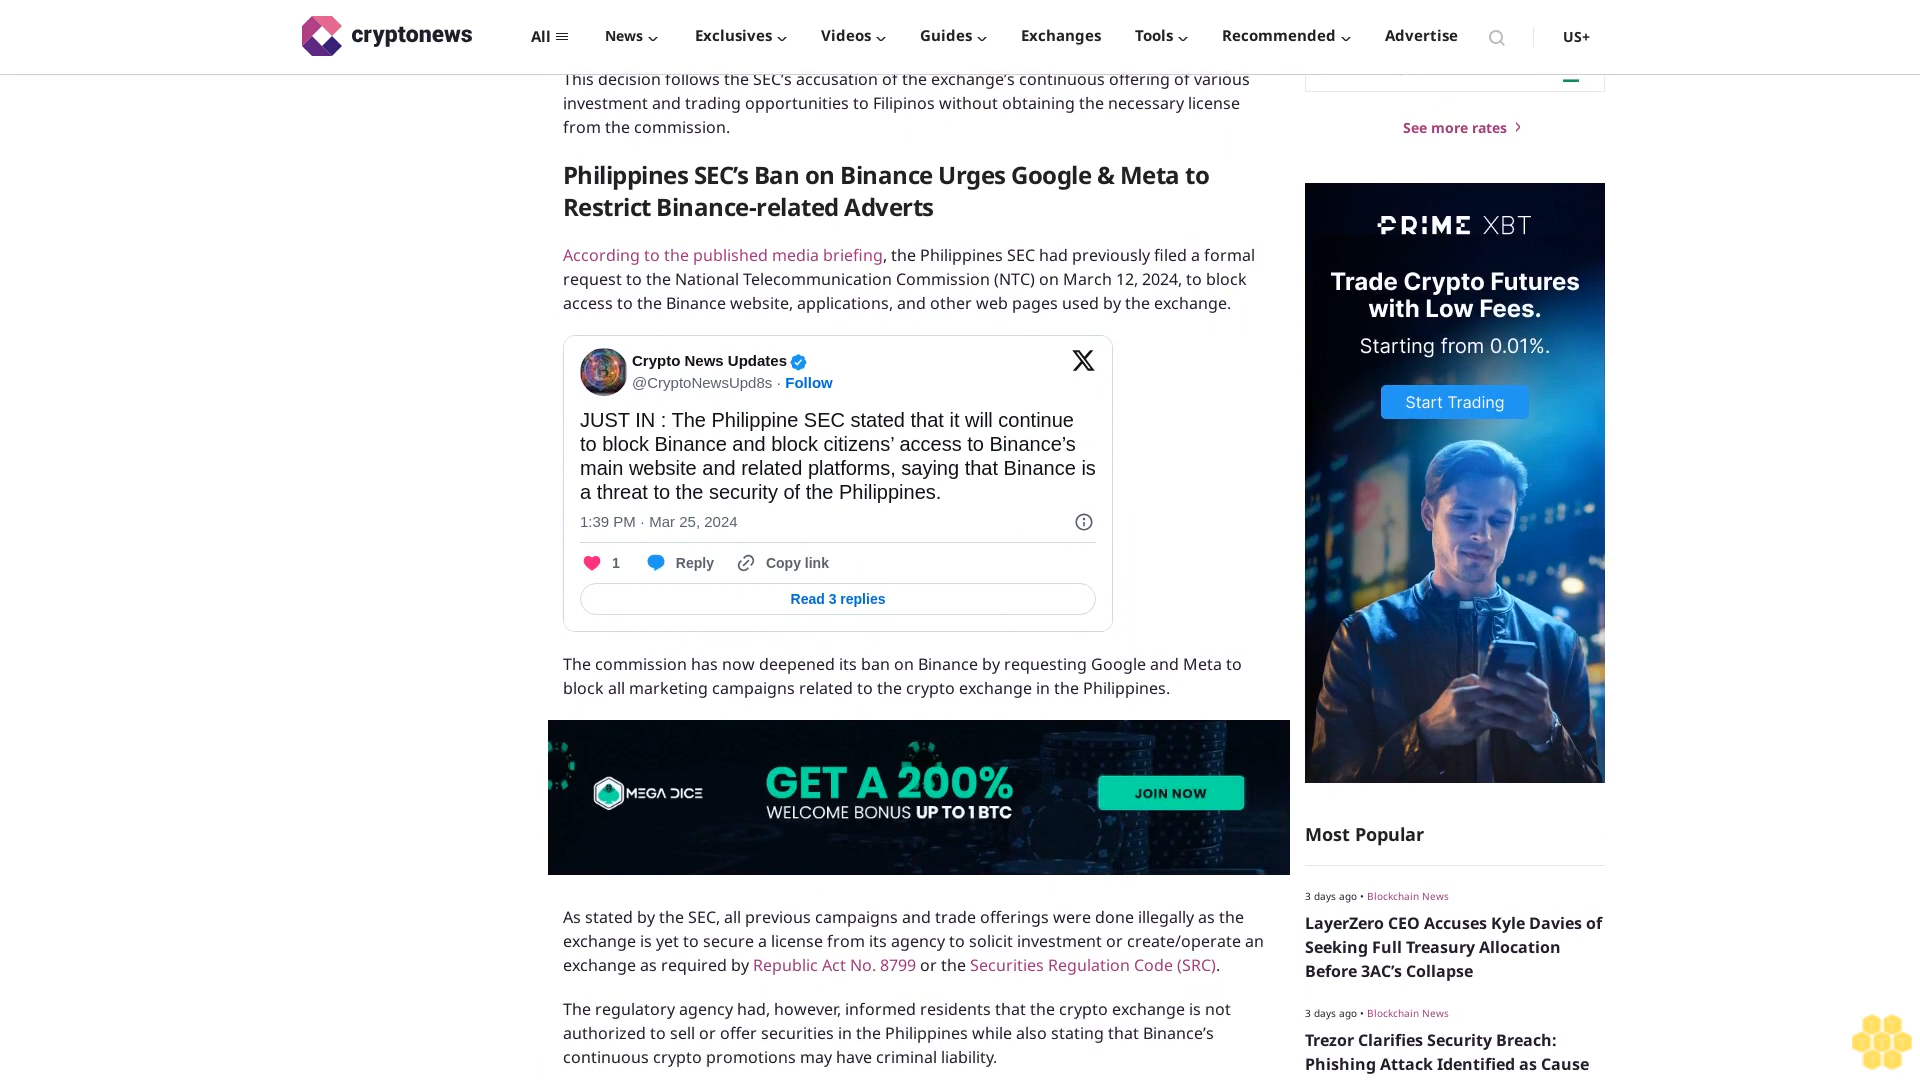 cryptonews
All
News
Exclusives
Videos
Guides
Exchanges
Tools
Recommended
Advertise
US+
This decision follows the SEC’s accusation of the exchange’s continuous offering of various
investment and trading opportunities to Filipinos without obtaining the necessary license
from the commission.
Philippines SEC’s Ban on Binance Urges Google & Meta to
Restrict Binance-related Adverts
According to the published media briefing, the Philippines SEC had previously filed a formal
request to the National Telecommunication Commission (NTC) on March 12, 2024, to block
access to the Binance website, applications, and other web pages used by the exchange.
Crypto News Updates
@CryptoNewsUpd8s · Follow
JUST IN : The Philippine SEC stated that it will continue
to block Binance and block citizens’ access to Binance’s
main website and related platforms, saying that Binance is
a threat to the security of the Philippines.
1:39 PM · Mar 25, 2024
1 Reply Copy link
Read 3 replies
The commission has now deepened its ban on Binance by requesting Google and Meta to
block all marketing campaigns related to the crypto exchange in the Philippines.
MEGA DICE
GET A 200%
WELCOME BONUS UP TO 1 BTC
JOIN NOW
As stated by the SEC, all previous campaigns and trade offerings were done illegally as the
exchange is yet to secure a license from its agency to solicit investment or create/operate an
exchange as required by Republic Act No. 8799 or the Securities Regulation Code (SRC).
The regulatory agency had, however, informed residents that the crypto exchange is not
authorized to sell or offer securities in the Philippines while also stating that Binance’s
continuous crypto promotions may have criminal liability.
See more rates
PRIME XBT
Trade Crypto Futures
with Low Fees.
Starting from 0.01%.
Start Trading
Most Popular
3 days ago • Blockchain News
LayerZero CEO Accuses Kyle Davies of
Seeking Full Treasury Allocation
Before 3AC’s Collapse
3 days ago • Blockchain News
Trezor Clarifies Security Breach:
Phishing Attack Identified as Cause